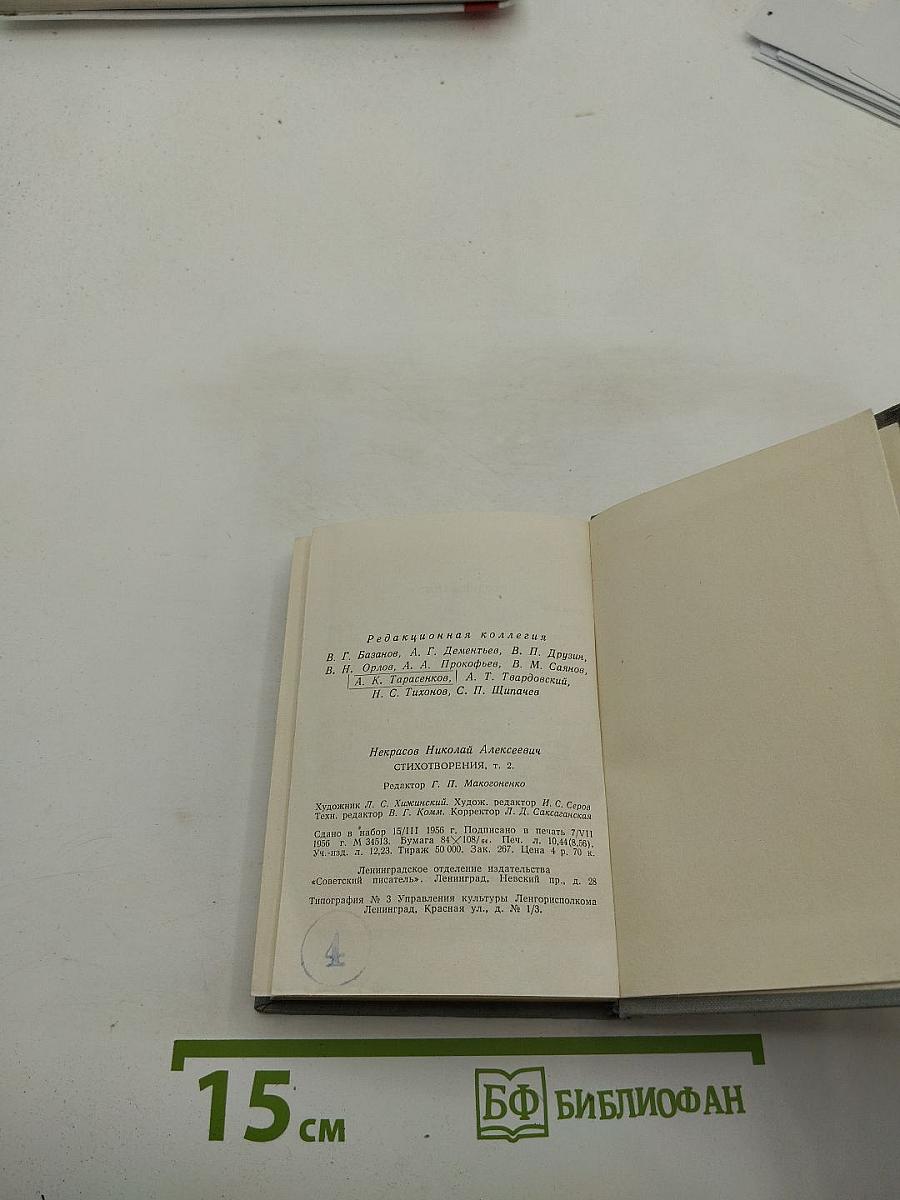 Редакционная коллегия
В. Г. Базанов, А. Г. Дементьев, В. П. Друзин,
В. Н. Орлов, А. А. Прокофьев, В. М. Саянов,
А. К. Тарасенков, А. Т. Твардовский,
Н. С. Тихонов, С. П. Щипачев
Некрасов Николай Алексеевич
СТИХОТВОРЕНИЯ, т. 2.
Редактор Г. П. Макогоненко
Художник Л. С. Хижинский. Худож. редактор И. С. Серов
Техн. редактор В. Г. Комм. Корректор Л. Д. Саксаганская
Сдано в набор 15/III 1956 г. Подписано в печать 7/VII
1956 г. М 34513. Бумага 84×108/64. Печ. л. 10,44(8,56).
Уч.-изд. л. 12,23. Тираж 50 000. Зак. 267. Цена 4 р. 70 к.
Ленинградское отделение издательства
«Советский писатель». Ленинград, Невский пр., д. 28
Типография № 3 Управления культуры Ленгорисполкома
Ленинград, Красная ул., д. № 1/3.
4
15 см
БФ БИБЛИОФАН